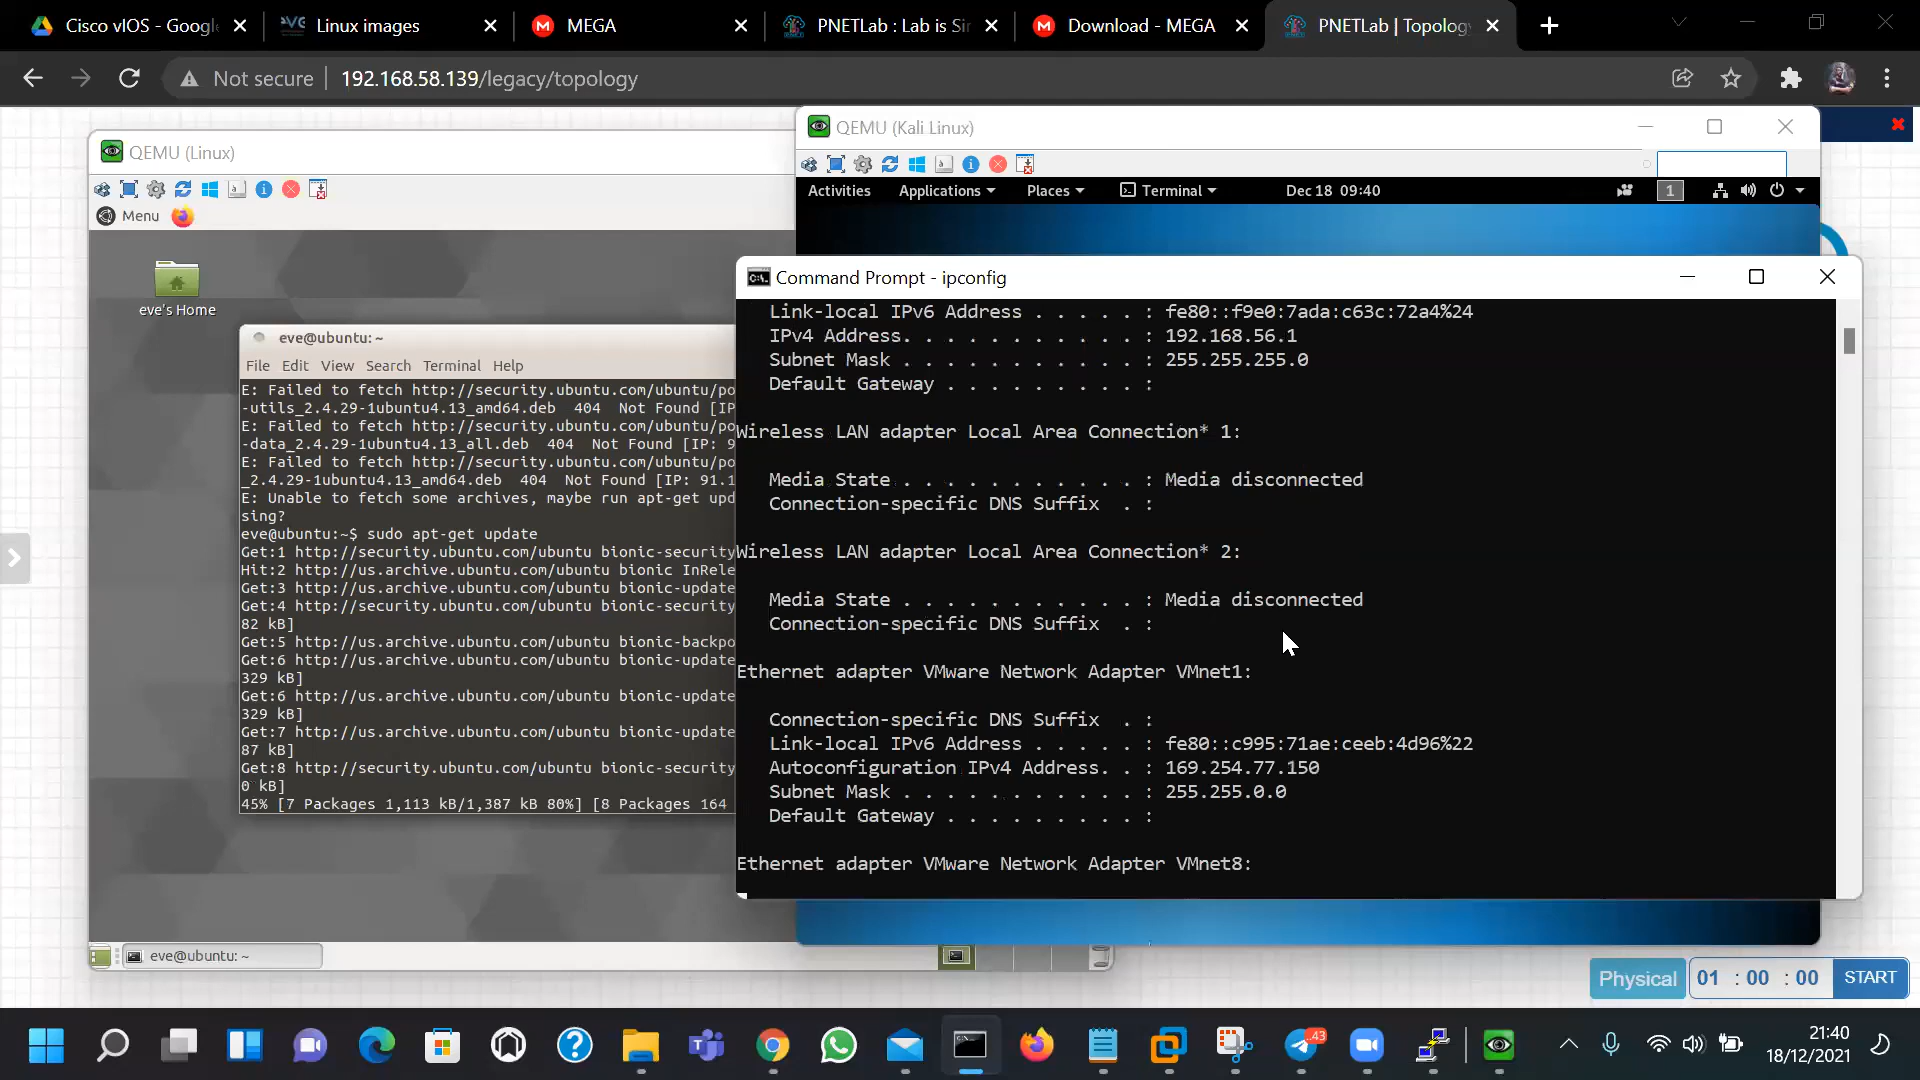 Cisco vIOS - Googl
Linux images
MEGA
PNETLab : Lab is Sin
Download - MEGA
PNETLab | Topology
Not secure
192.168.58.139/legacy/topology
QEMU (Kali Linux)
Activities
Applications
Places
Terminal
Dec 18 09:40
1
QEMU (Linux)
Menu
eve's Home
eve@ubuntu: ~
File Edit View Search Terminal Help
E: Failed to fetch http://security.ubuntu.com/ubuntu/po
-utils_2.4.29-1ubuntu4.13_amd64.deb  404  Not Found [IP
E: Failed to fetch http://security.ubuntu.com/ubuntu/po
-data_2.4.29-1ubuntu4.13_all.deb  404  Not Found [IP: 9
E: Failed to fetch http://security.ubuntu.com/ubuntu/po
_2.4.29-1ubuntu4.13_amd64.deb  404  Not Found [IP: 91.1
E: Unable to fetch some archives, maybe run apt-get upd
sing?
eve@ubuntu:~$ sudo apt-get update
Get:1 http://security.ubuntu.com/ubuntu bionic-security
Hit:2 http://us.archive.ubuntu.com/ubuntu bionic InRele
Get:3 http://us.archive.ubuntu.com/ubuntu bionic-update
Get:4 http://security.ubuntu.com/ubuntu bionic-security
82 kB]
Get:5 http://us.archive.ubuntu.com/ubuntu bionic-backpo
Get:6 http://us.archive.ubuntu.com/ubuntu bionic-update
329 kB]
Get:6 http://us.archive.ubuntu.com/ubuntu bionic-update
329 kB]
Get:7 http://us.archive.ubuntu.com/ubuntu bionic-update
87 kB]
Get:8 http://security.ubuntu.com/ubuntu bionic-security
0 kB]
45% [7 Packages 1,113 kB/1,387 kB 80%] [8 Packages 164
eve@ubuntu: ~
Command Prompt - ipconfig
Link-local IPv6 Address . . . . . : fe80::f9e0:7ada:c63c:72a4%24
IPv4 Address. . . . . . . . . . . : 192.168.56.1
Subnet Mask . . . . . . . . . . . : 255.255.255.0
Default Gateway . . . . . . . . . :
Wireless LAN adapter Local Area Connection* 1:
Media State . . . . . . . . . . . : Media disconnected
Connection-specific DNS Suffix  . :
Wireless LAN adapter Local Area Connection* 2:
Media State . . . . . . . . . . . : Media disconnected
Connection-specific DNS Suffix  . :
Ethernet adapter VMware Network Adapter VMnet1:
Connection-specific DNS Suffix  . :
Link-local IPv6 Address . . . . . : fe80::c995:71ae:ceeb:4d96%22
Autoconfiguration IPv4 Address. . : 169.254.77.150
Subnet Mask . . . . . . . . . . . : 255.255.0.0
Default Gateway . . . . . . . . . :
Ethernet adapter VMware Network Adapter VMnet8:
Physical
01 : 00 : 00
START
43
21:40
18/12/2021